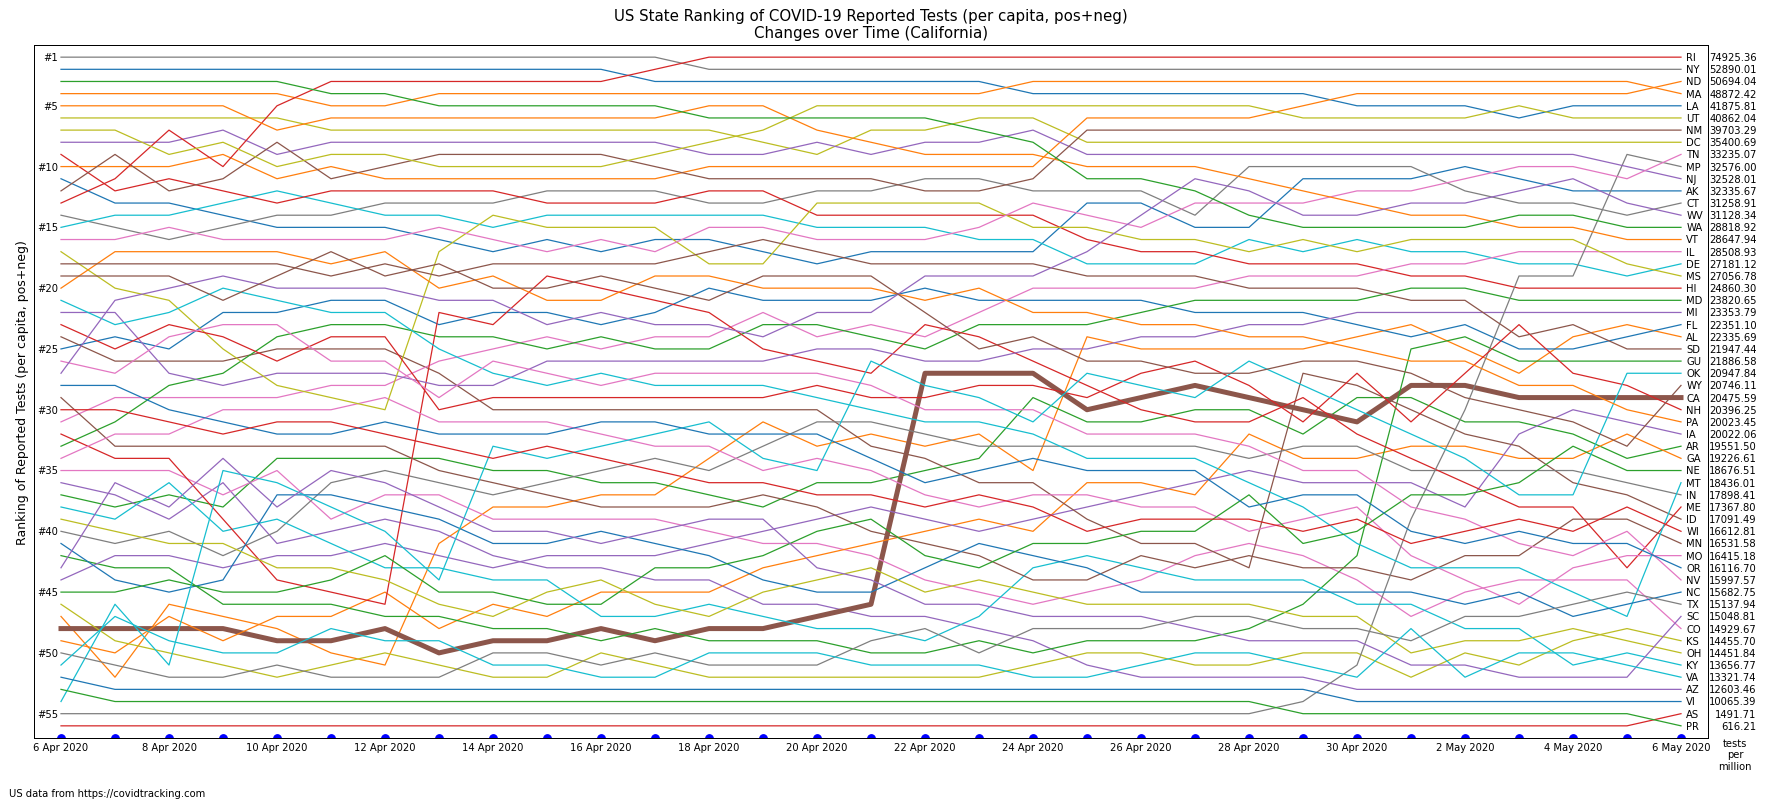 US State Ranking of COVID-19 Reported Tests (per capita, pos+neg)
Changes over Time (California)
Ranking of Reported Tests (per capita, pos+neg)
#1
#5
#10
#15
#20
#25
#30
#35
#40
#45
#50
#55
RI 74925.36
NY 52890.01
ND 50694.04
MA 48872.42
LA 41875.81
UT 40862.04
NM 39703.29
DC 35400.69
TN 33235.07
MP 32576.00
NJ 32528.01
AK 32335.67
CT 31258.91
WV 31128.34
WA 28818.92
VT 28647.94
IL 28508.93
DE 27181.12
MS 27056.78
HI 24860.30
MD 23820.65
MI 23353.79
FL 22351.10
AL 22335.69
SD 21947.44
GU 21886.58
OK 20947.84
WY 20746.11
CA 20475.59
NH 20396.25
PA 20023.45
IA 20022.06
AR 19551.50
GA 19226.61
NE 18676.51
MT 18436.01
IN 17898.41
ME 17367.80
ID 17091.49
WI 16612.81
MN 16531.58
MO 16415.18
OR 16116.70
NV 15997.57
NC 15682.75
TX 15137.94
SC 15048.81
CO 14929.67
KS 14455.70
OH 14451.84
KY 13656.77
VA 13321.74
AZ 12603.46
VI 10065.39
AS 1491.71
PR 616.21
6 Apr 2020 8 Apr 2020 10 Apr 2020 12 Apr 2020 14 Apr 2020 16 Apr 2020 18 Apr 2020 20 Apr 2020 22 Apr 2020 24 Apr 2020 26 Apr 2020 28 Apr 2020 30 Apr 2020 2 May 2020 4 May 2020 6 May 2020
tests
per
million
US data from https://covidtracking.com